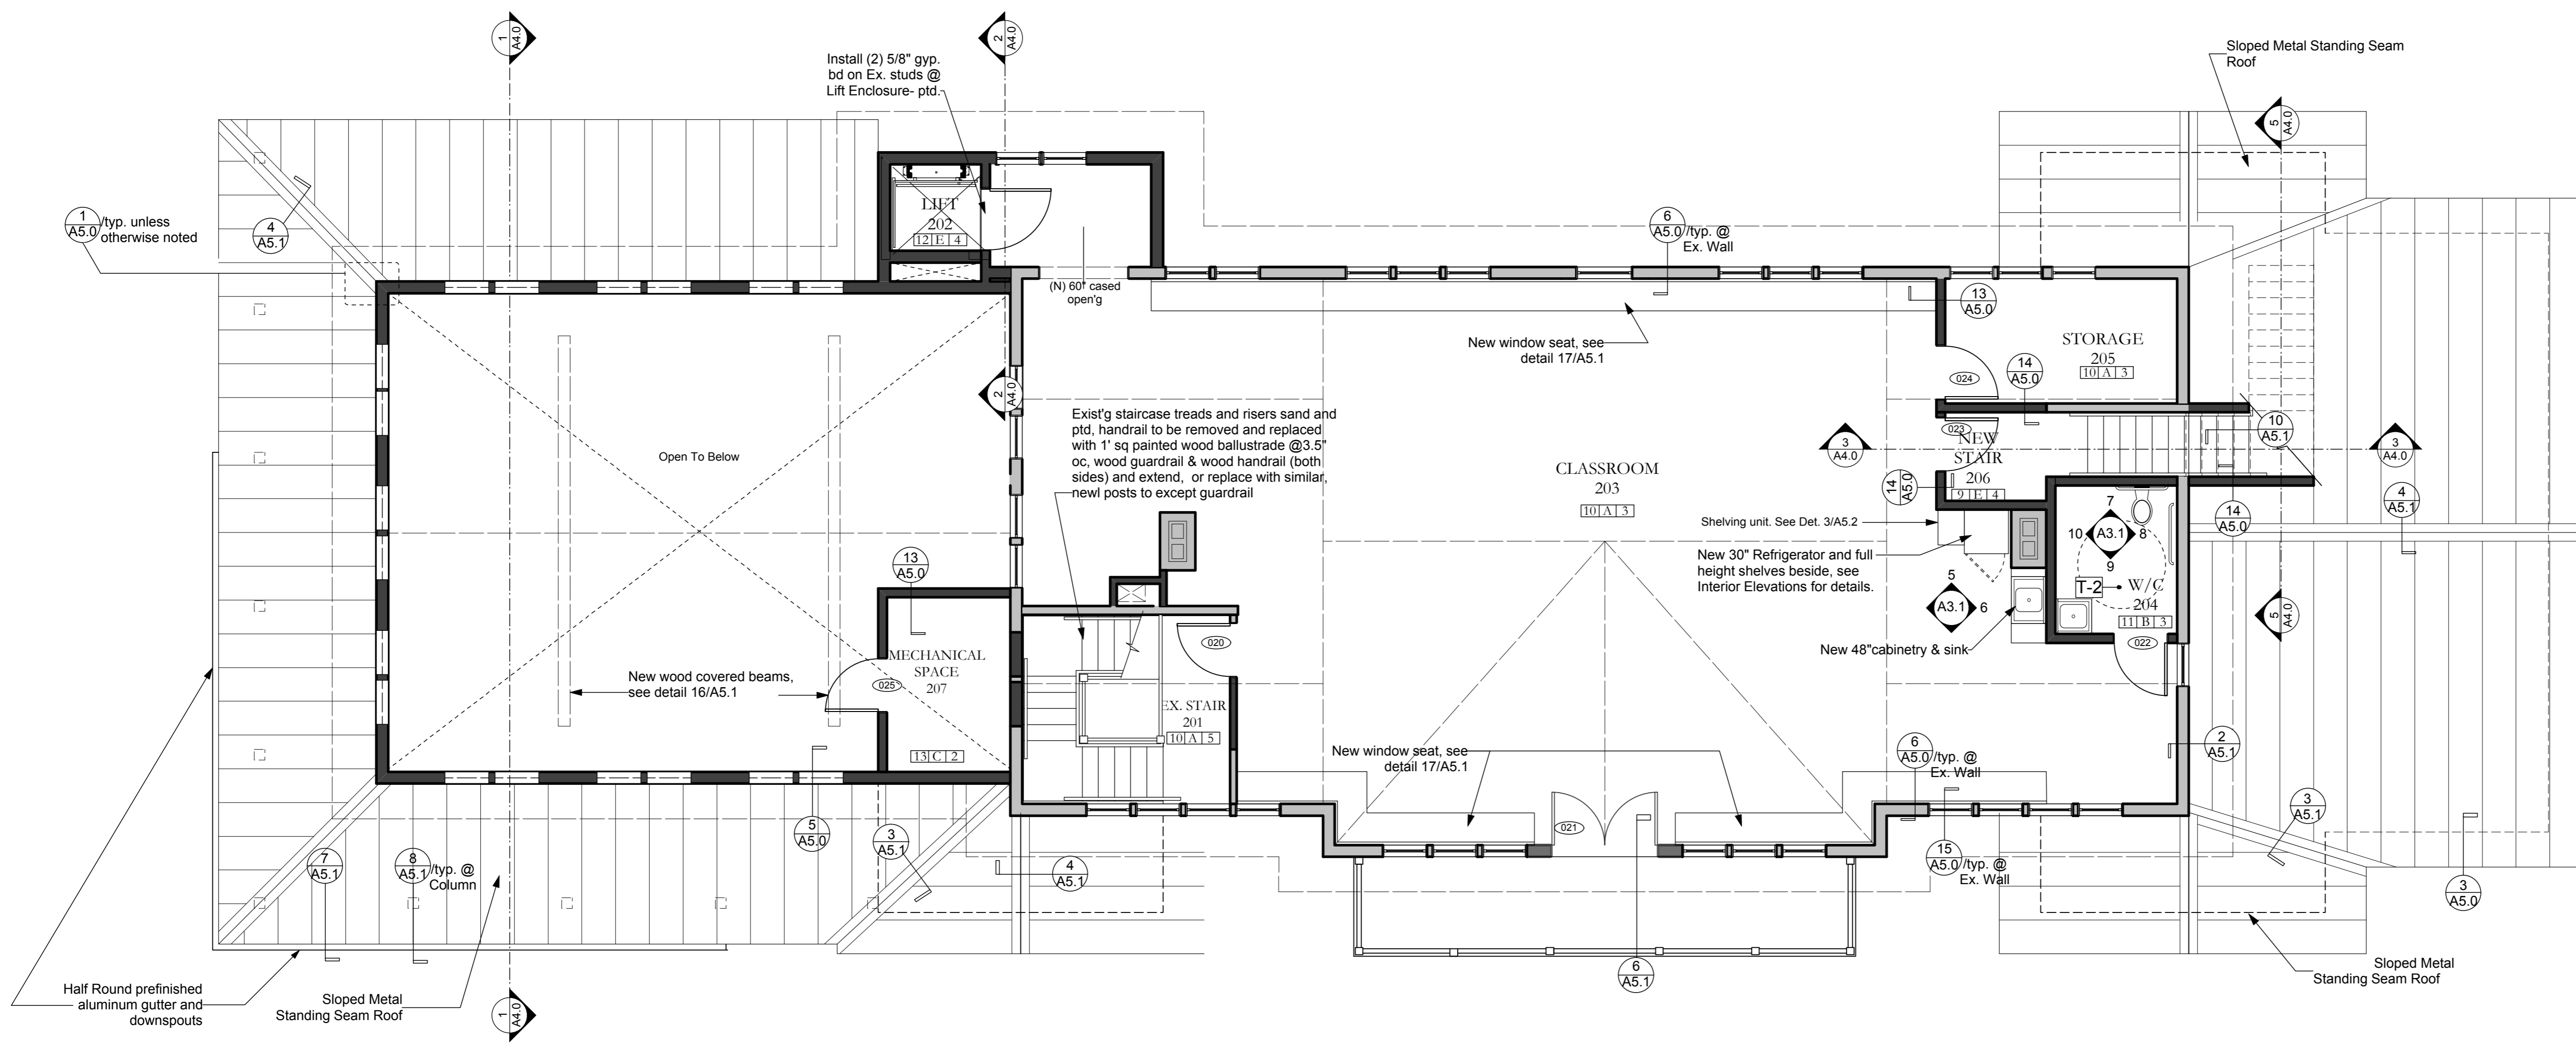 1
A4.0
2
A4.0
Install (2) 5/8" gyp.
bd on Ex. studs @
Lift Enclosure- ptd.
Sloped Metal Standing Seam
Roof
5
A4.0
1
A5.0
/typ. unless
otherwise noted
4
A5.1
LIFT
202
12 E 4
6
A5.0
/typ. @
Ex. Wall
(N) 60" cased
open'g
13
A5.0
New window seat, see
detail 17/A5.1
STORAGE
205
10 A 3
024
14
A5.0
2
A4.0
Exist'g staircase treads and risers sand and
ptd, handrail to be removed and replaced
with 1' sq painted wood ballustrade @3.5"
oc, wood guardrail & wood handrail (both
sides) and extend, or replace with similar,
newl posts to except guardrail
Open To Below
CLASSROOM
203
10 A 3
3
A4.0
023
NEW
STAIR
206
9 E 4
10
A5.1
3
A4.0
14
A5.0
4
A5.1
14
A5.0
Shelving unit. See Det. 3/A5.2
New 30" Refrigerator and full
height shelves beside, see
Interior Elevations for details.
7
10
A3.1
8
9
T-2
W/C
204
11 B 3
022
5
A3.1
6
New 48"cabinetry & sink
5
A4.0
13
A5.0
MECHANICAL
SPACE
207
025
13 C 2
New wood covered beams,
see detail 16/A5.1
020
EX. STAIR
201
10 A 5
New window seat, see
detail 17/A5.1
6
A5.0
/typ. @
Ex. Wall
2
A5.1
021
5
A5.0
3
A5.1
4
A5.1
7
A5.1
8
A5.1
/typ. @
Column
15
A5.0
/typ. @
Ex. Wall
3
A5.1
3
A5.0
6
A5.1
Half Round prefinished
aluminum gutter and
downspouts
Sloped Metal
Standing Seam Roof
1
A4.0
Sloped Metal
Standing Seam Roof